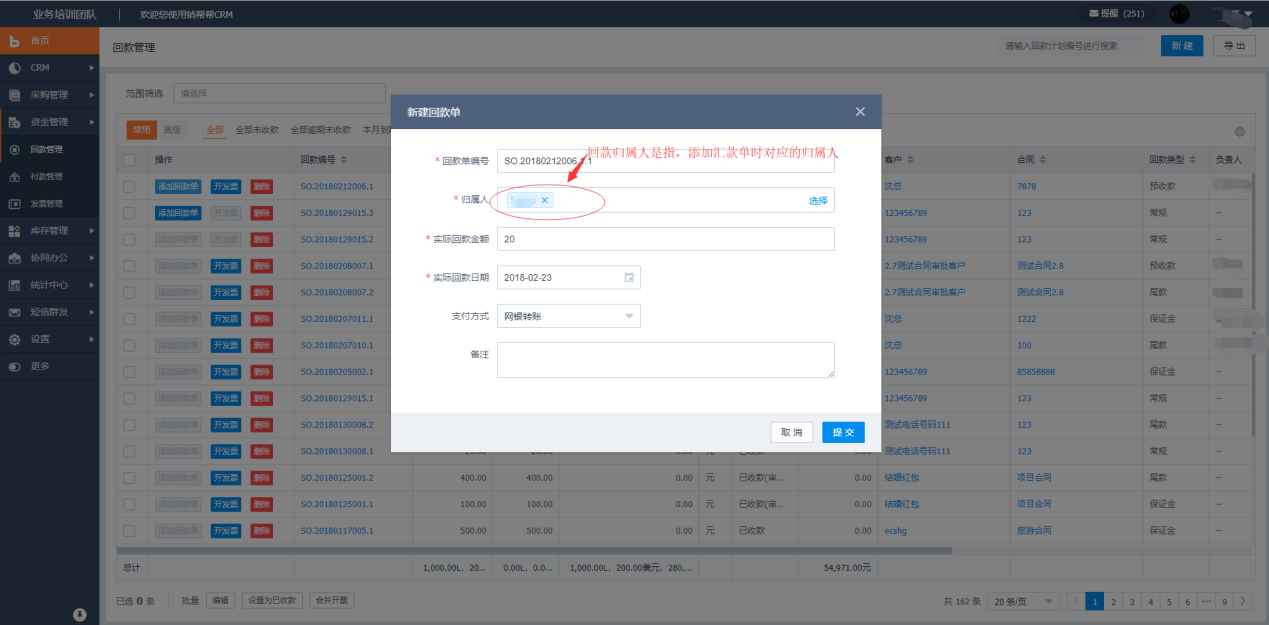 业务培训团队 欢迎您使用销帮帮CRM 提醒 (251)
首页
CRM
采购管理
资金管理
回款管理
付款管理
发票管理
库存管理
协同办公
统计中心
短信群发
设置
更多
回款管理 请输入回款计划编号进行搜索 新 建 导 出
范围筛选 请选择
常用 高级 全部 全部未收款 全部逾期未收款
操作 回款编号 客户 合同 回款类型 负责人
添加回款单 开发票 删除 SO.20180212006.1 沈总 7878 预收款
添加回款单 开发票 删除 SO.20180129015.3 123456789 123 常规
添加回款单 开发票 删除 SO.20180129015.2 123456789 123 常规 --
添加回款单 开发票 删除 SO.20180208007.1 2.7测试合同审批客户 测试合同2.8 预收款
添加回款单 开发票 删除 SO.20180208007.2 2.7测试合同审批客户 测试合同2.8 尾款
添加回款单 开发票 删除 SO.20180207011.1 沈总 1222 保证金
添加回款单 开发票 删除 SO.20180207010.1 沈总 100 尾款
添加回款单 开发票 删除 SO.20180205002.1 123456789 85858888 保证金 --
添加回款单 开发票 删除 SO.20180129015.1 123456789 123 常规 --
添加回款单 开发票 删除 SO.20180130008.2 测试电话号码111 123 尾款 --
添加回款单 开发票 删除 SO.20180130008.1 测试电话号码111 123 常规 --
添加回款单 开发票 删除 SO.20180125001.2 400.00 400.00 0.00 元 已收款(审... 0.00 结婚红包 项目合同 尾款 --
添加回款单 开发票 删除 SO.20180125001.1 100.00 100.00 0.00 元 已收款(审... 0.00 结婚红包 项目合同 保证金 --
添加回款单 开发票 删除 SO.20180117005.1 500.00 500.00 0.00 元 已收款 0.00 ecshg 旅游合同 保证金 --
总计 1,000.00L，20... 0.00L，0.0... 1,000.00L，200.00美元，280,... 54,971.00元
已选 0 条 批量 编辑 设置为已收款 合并开票 共 162 条 20 条/页 1 2 3 4 5 6 ··· 9
新建回款单
回款归属人是指，添加汇款单时对应的归属人
* 回款单编号 SO.20180212006.1.1
* 归属人 选择
* 实际回款金额 20
* 实际回款日期 2018-02-23
支付方式 网银转账
备注
取 消 提 交